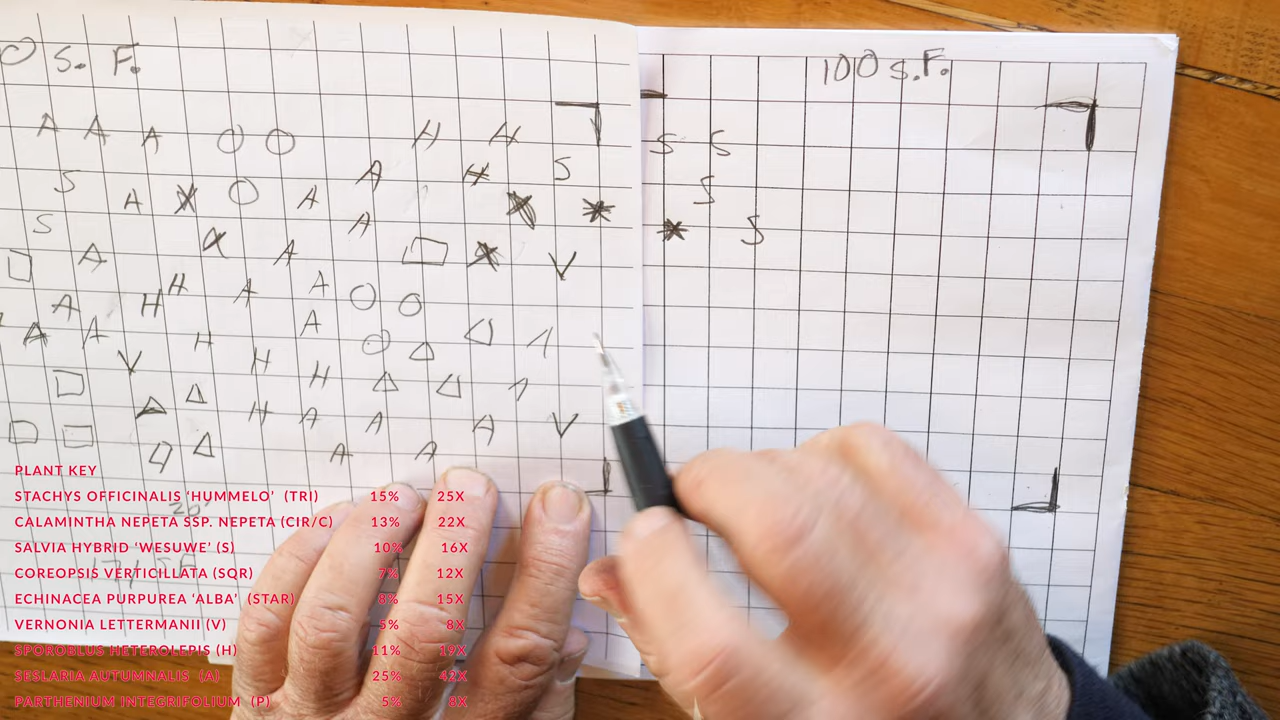 O S. F.
100 S.F.
A A A O O H H S S
S A O A A H S S
S A S
A A A V
A H H A A O O
A A H A O
V H H
H A A A V
A A
PLANT KEY
STACHYS OFFICINALIS ‘HUMMELO’ (TRI) 15% 25X
CALAMINTHA NEPETA SSP. NEPETA (CIR/C) 13% 22X
SALVIA HYBRID ‘WESUWE’ (S) 10% 16X
COREOPSIS VERTICILLATA (SQR) 7% 12X
ECHINACEA PURPUREA ‘ALBA’ (STAR) 8% 15X
VERNONIA LETTERMANII (V) 5% 8X
SPOROBLUS HETEROLEPIS (H) 11% 19X
SESLARIA AUTUMNALIS (A) 25% 42X
PARTHENIUM INTEGRIFOLIUM (P) 5% 8X